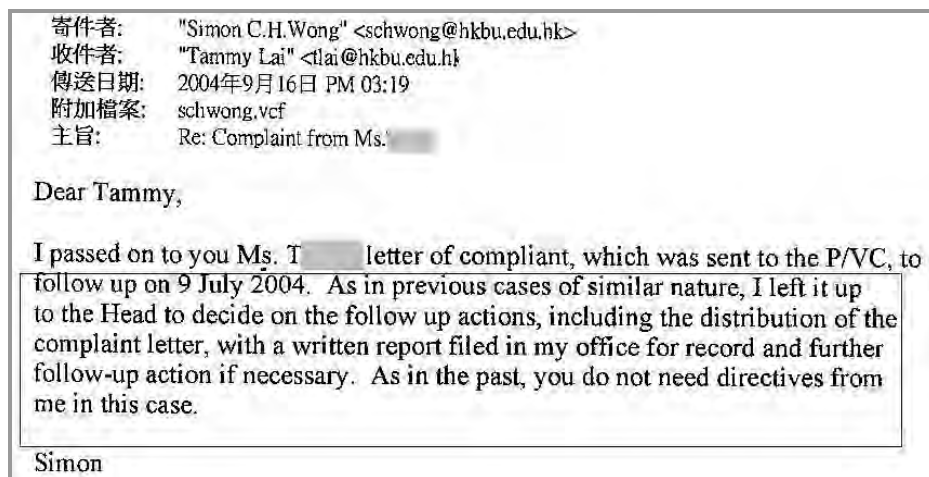 寄件者: "Simon C.H.Wong" <schwong@hkbu.edu.hk>
收件者: "Tammy Lai" <tlai@hkbu.edu.hk
傳送日期: 2004年9月16日 PM 03:19
附加檔案: schwong.vcf
主旨: Re: Complaint from Ms.
Dear Tammy,
I passed on to you Ms. T letter of compliant, which was sent to the P/VC, to
follow up on 9 July 2004. As in previous cases of similar nature, I left it up
to the Head to decide on the follow up actions, including the distribution of the
complaint letter, with a written report filed in my office for record and further
follow-up action if necessary. As in the past, you do not need directives from
me in this case.
Simon